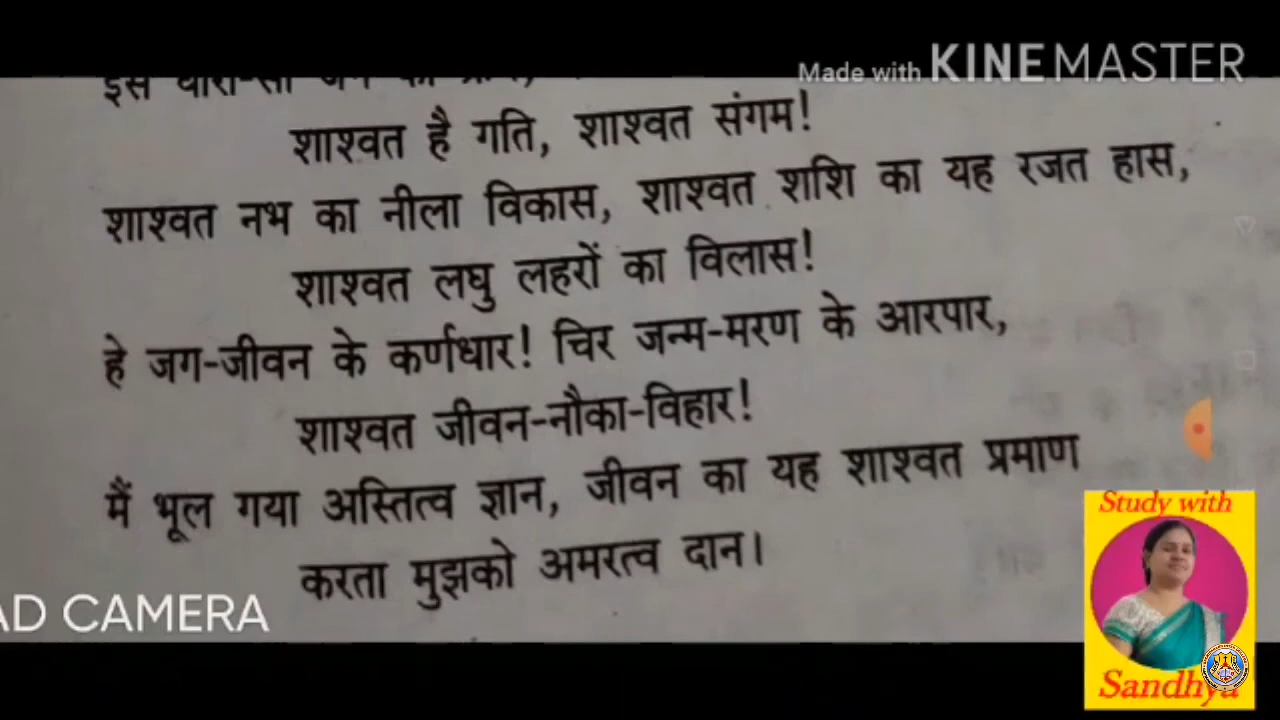 Made with KINEMASTER
इस धारा-सा
शाश्वत है गति, शाश्वत संगम!
शाश्वत नभ का नीला विकास, शाश्वत शशि का यह रजत हास,
शाश्वत लघु लहरों का विलास!
हे जग-जीवन के कर्णधार! चिर जन्म-मरण के आरपार,
शाश्वत जीवन-नौका-विहार!
मैं भूल गया अस्तित्व ज्ञान, जीवन का यह शाश्वत प्रमाण
करता मुझको अमरत्व दान।
AD CAMERA
Study with
Sandhya